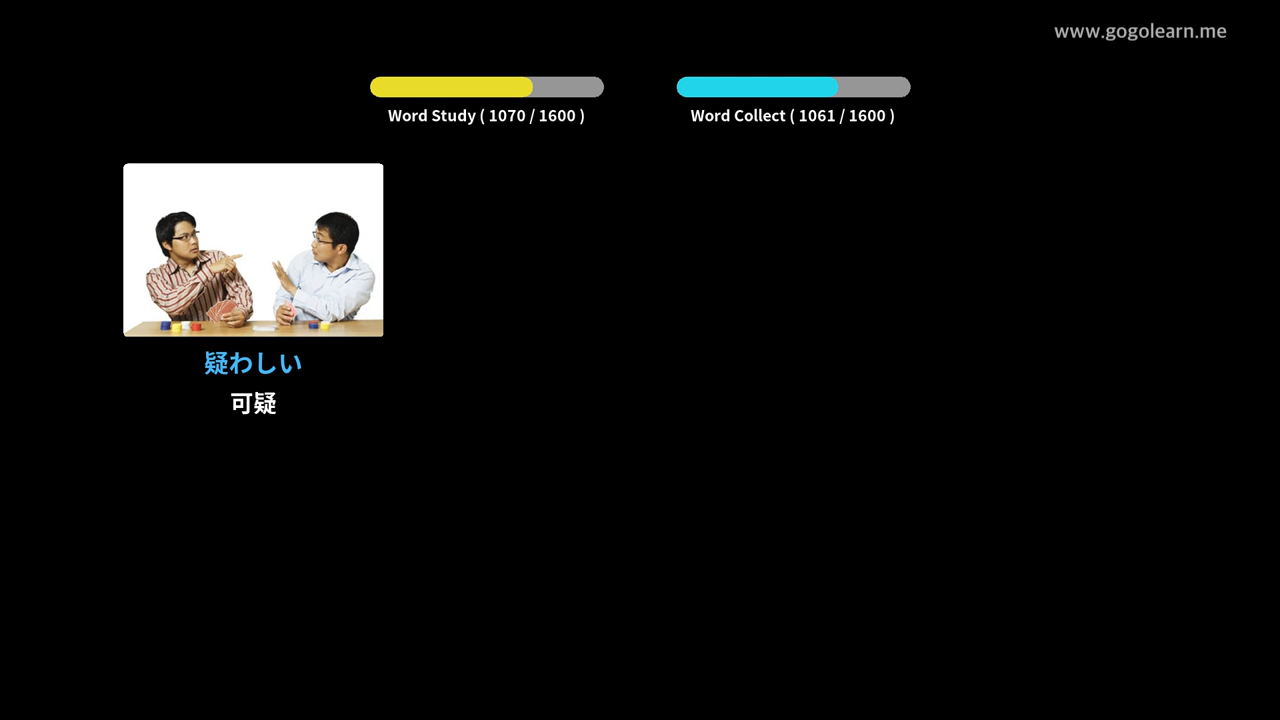 www.gogolearn.me
Word Study ( 1070 / 1600 )
Word Collect ( 1061 / 1600 )
疑わしい
可疑